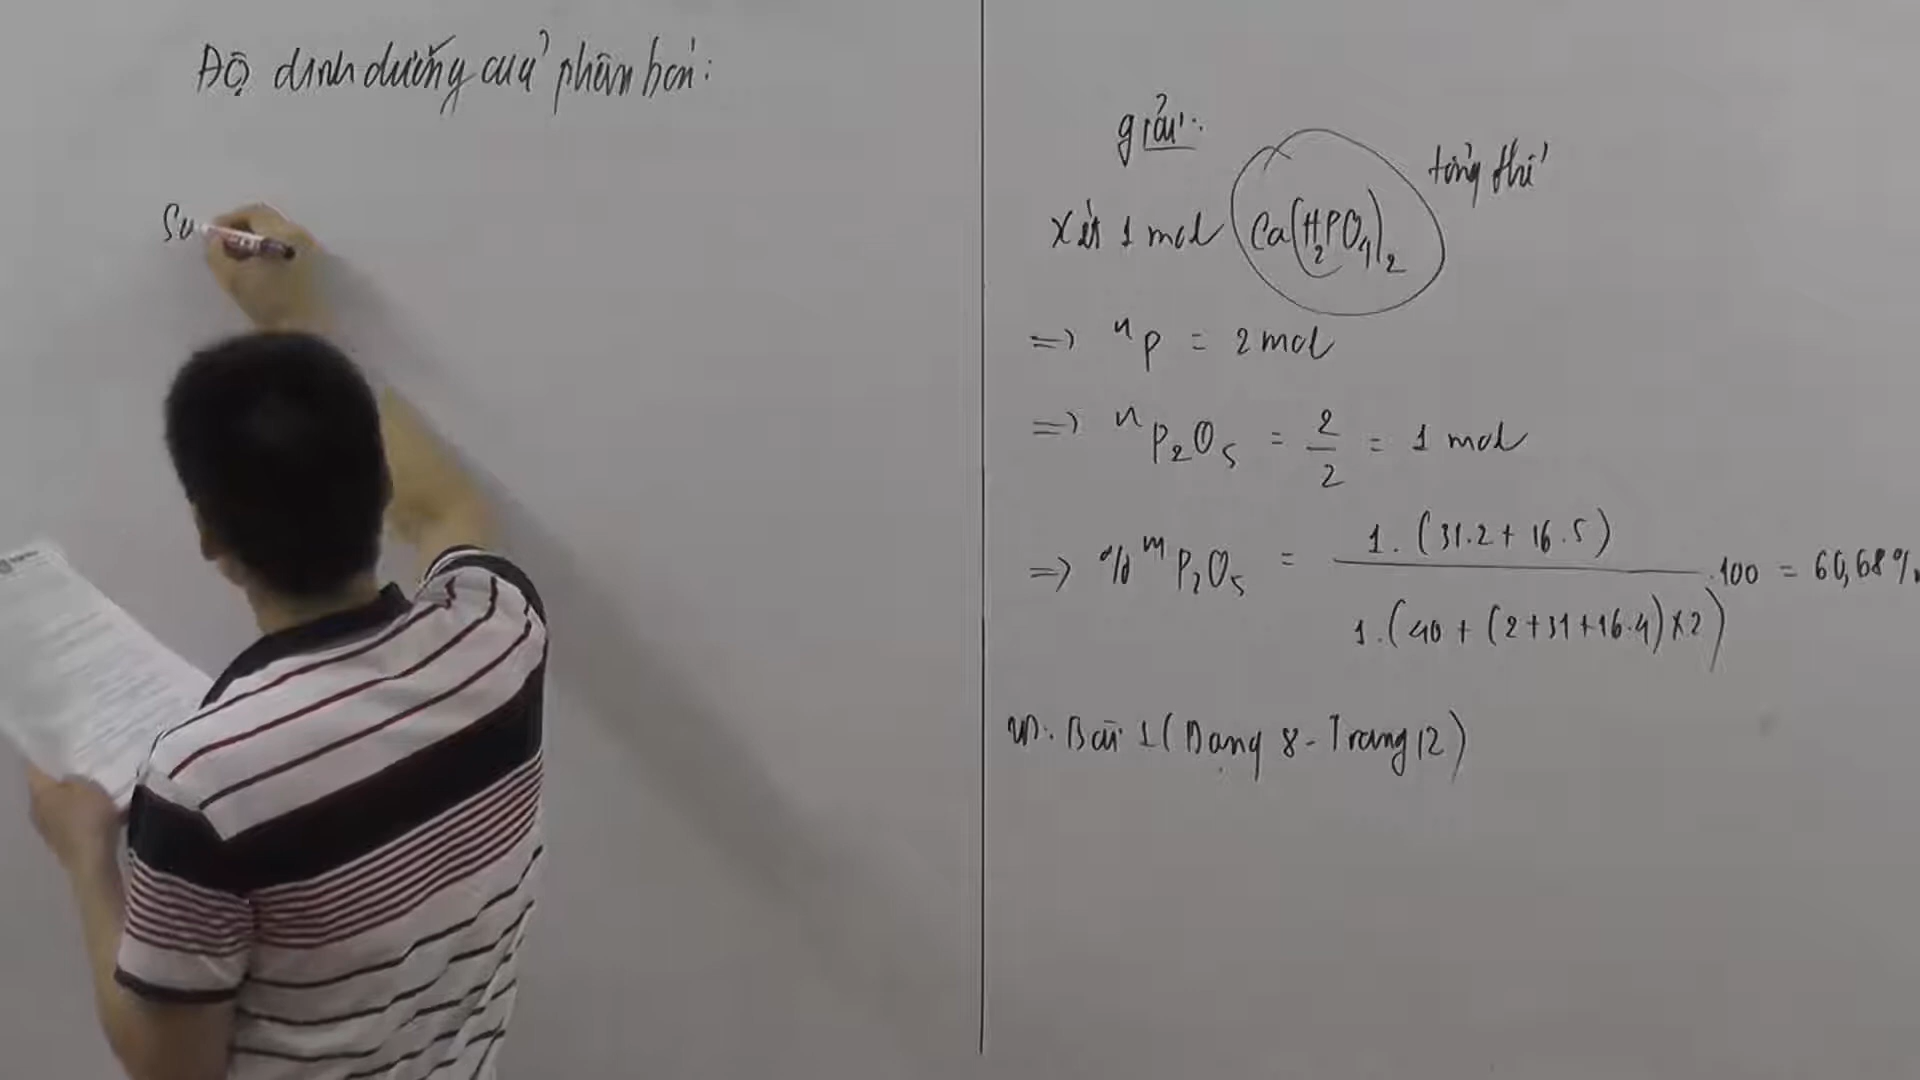 Độ dinh dưỡng của phân bón:
Su
giải:
Xét 1 mol Ca(H₂PO₄)₂ tổng thể
=> nP = 2 mol
=> nP₂O₅ = 2/2 = 1 mol
=> % mP₂O₅ = 1.(31.2 + 16.5) / 1.(40 + (2+31+16.4)x2) .100 = 60,68%
VD: Bài 1 (Dạng 8 - Trang 12)